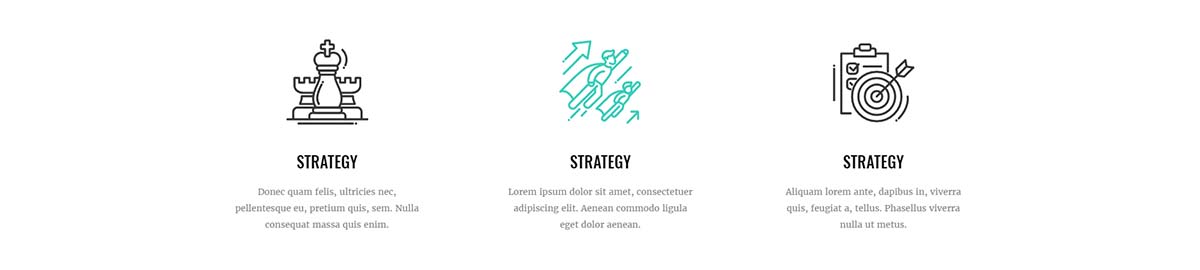 STRATEGY
Donec quam felis, ultricies nec,
pellentesque eu, pretium quis, sem. Nulla
consequat massa quis enim.
STRATEGY
Lorem ipsum dolor sit amet, consectetuer
adipiscing elit. Aenean commodo ligula
eget dolor aenean.
STRATEGY
Aliquam lorem ante, dapibus in, viverra
quis, feugiat a, tellus. Phasellus viverra
nulla ut metus.